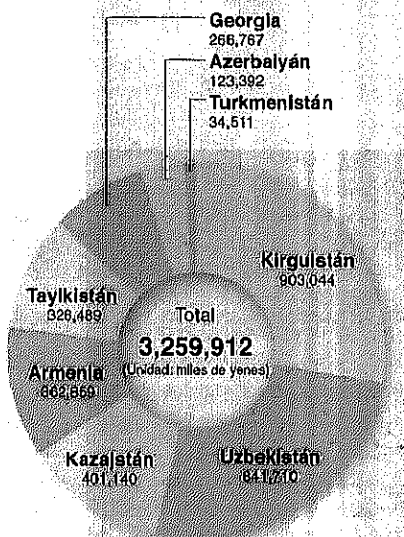 Georgia
266,767
Azerbaiyán
123,392
Turkmenistán
34,511
Kirguistán
903,044
Tayikistán
326,489
Total
3,259,912
(Unidad: miles de yenes)
Armenia
362,859
Kazajstán
401,140
Uzbekistán
841,710